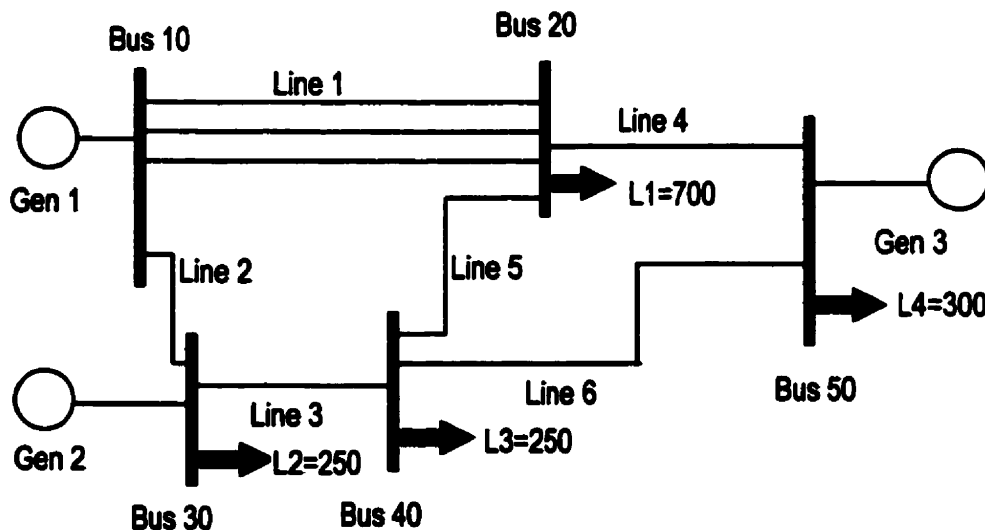 Bus 10
Bus 20
Line 1
Line 4
Gen 1
L1=700
Gen 3
Line 2
Line 5
L4=300
Bus 50
Line 3
Line 6
Gen 2
L2=250
L3=250
Bus 30
Bus 40